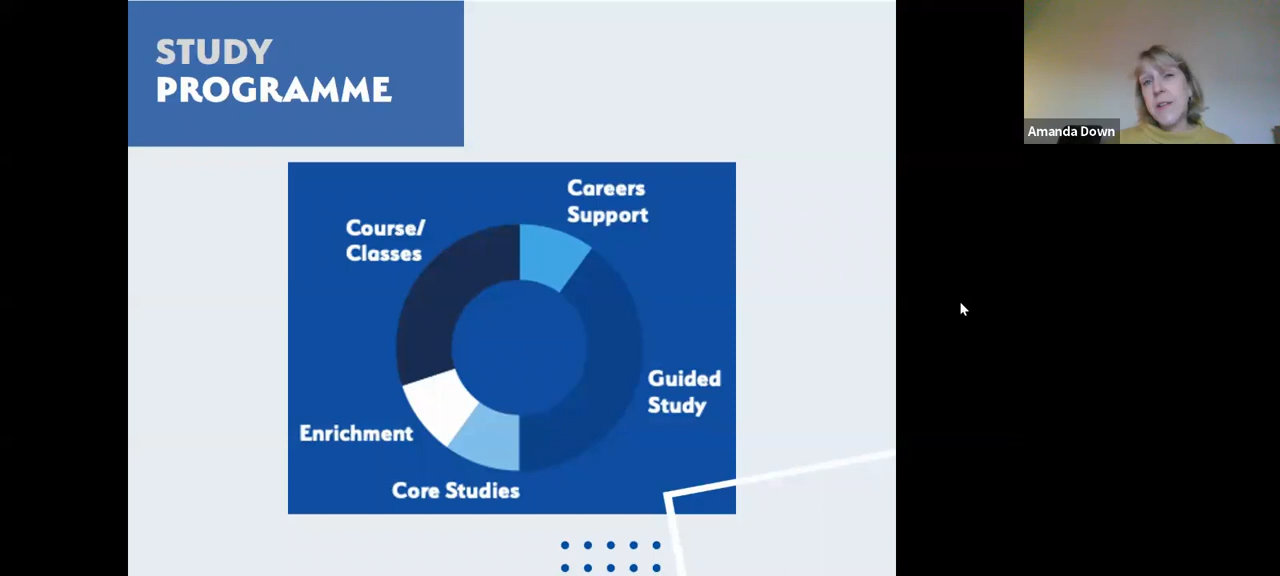 STUDY
PROGRAMME
Careers
Support
Course/
Classes
Guided
Study
Enrichment
Core Studies
Amanda Down